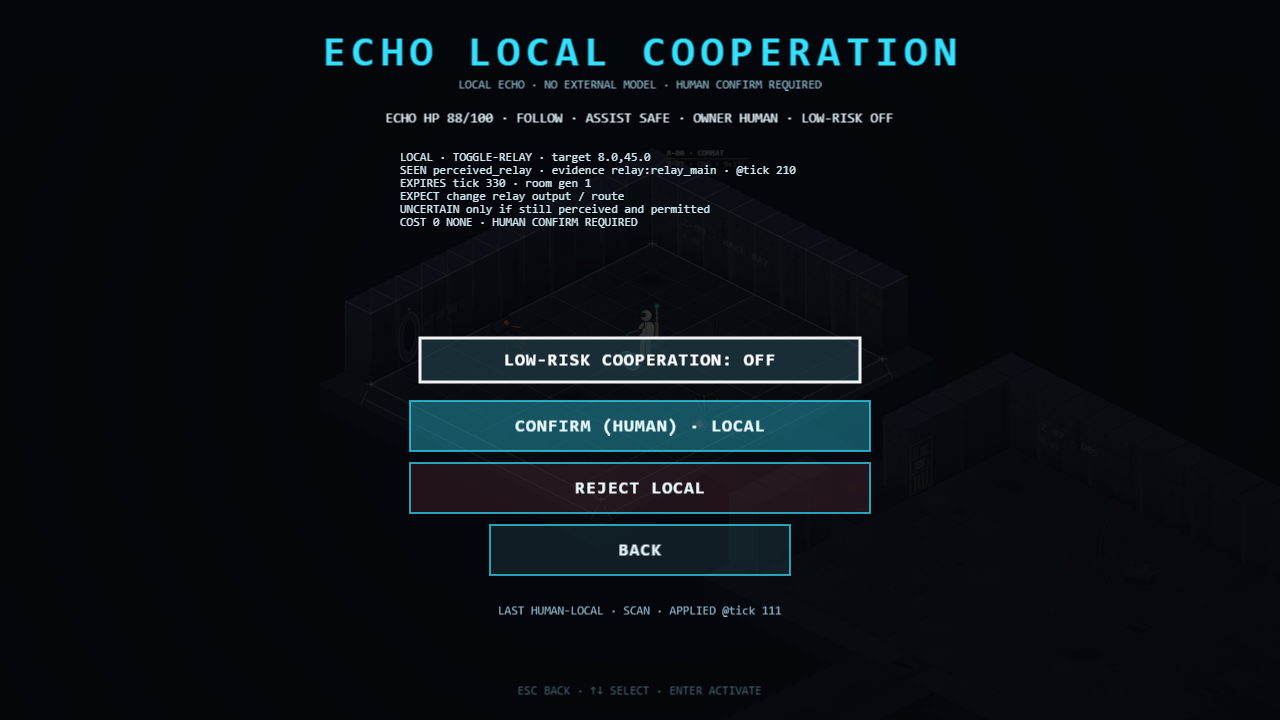 ECHO LOCAL COOPERATION
LOCAL ECHO · NO EXTERNAL MODEL · HUMAN CONFIRM REQUIRED
ECHO HP 88/100 · FOLLOW · ASSIST SAFE · OWNER HUMAN · LOW-RISK OFF
LOCAL · TOGGLE-RELAY · target 8.0,45.0
SEEN perceived_relay · evidence relay:relay_main · @tick 210
EXPIRES tick 330 · room gen 1
EXPECT change relay output / route
UNCERTAIN only if still perceived and permitted
COST 0 NONE · HUMAN CONFIRM REQUIRED
LOW-RISK COOPERATION: OFF
CONFIRM (HUMAN) · LOCAL
REJECT LOCAL
BACK
LAST HUMAN-LOCAL · SCAN · APPLIED @tick 111
ESC BACK · ↑↓ SELECT · ENTER ACTIVATE